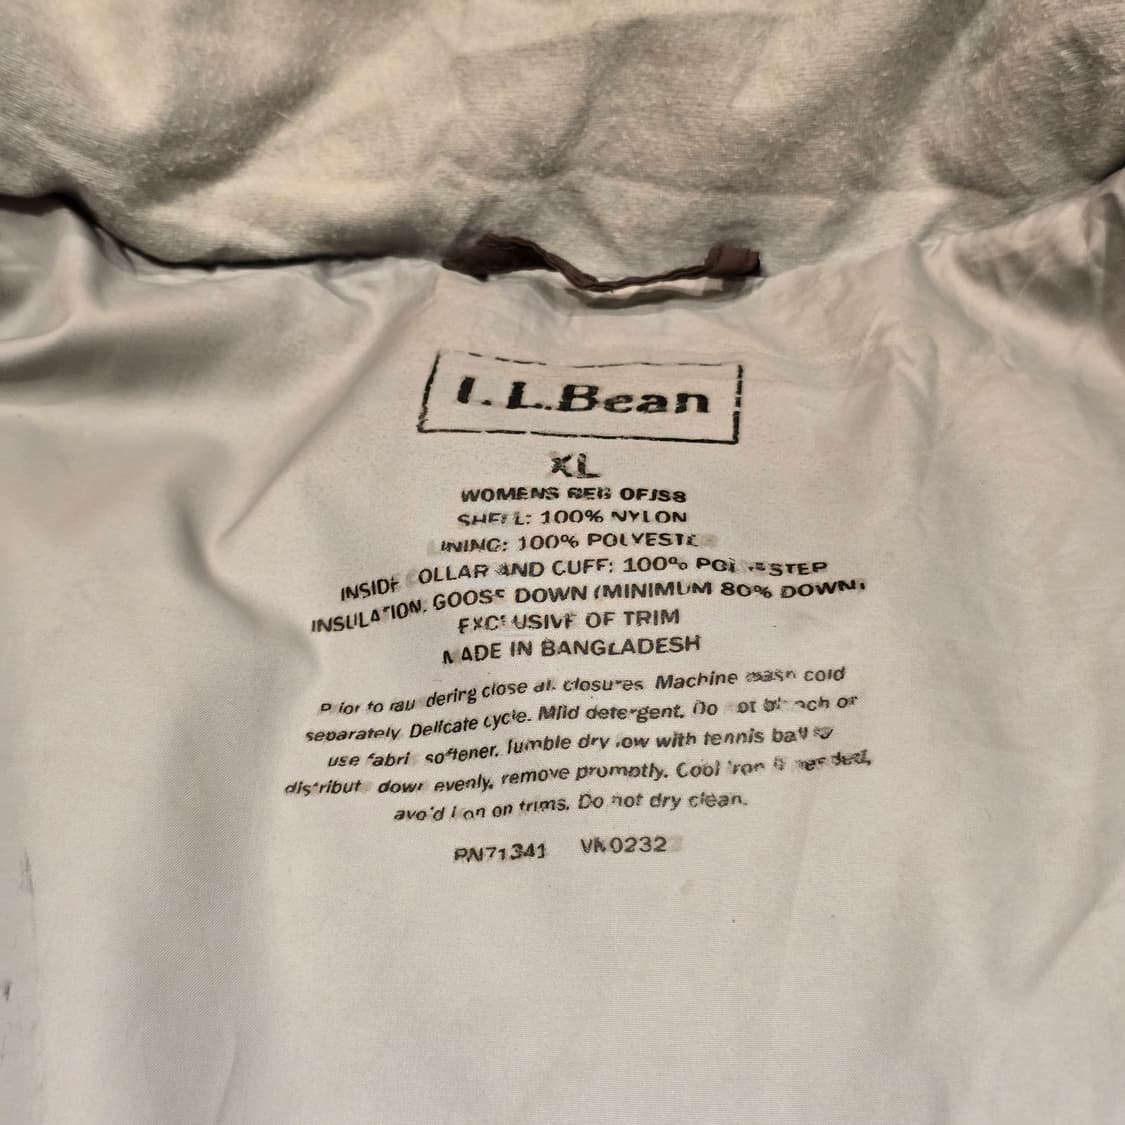 L.L.Bean
XL
WOMENS REG OFJS8
SHELL: 100% NYLON
LINING: 100% POLYESTER
INSIDE COLLAR AND CUFF: 100% POLYESTER
INSULATION: GOOSE DOWN (MINIMUM 80% DOWN)
EXCLUSIVE OF TRIM
MADE IN BANGLADESH
Prior to laundering close all closures. Machine wash cold
separately. Delicate cycle. Mild detergent. Do not bleach or
use fabric softener. Tumble dry low with tennis balls to
distribute down evenly, remove promptly. Cool iron if needed,
avoid iron on trims. Do not dry clean.
RN71341 VN0232